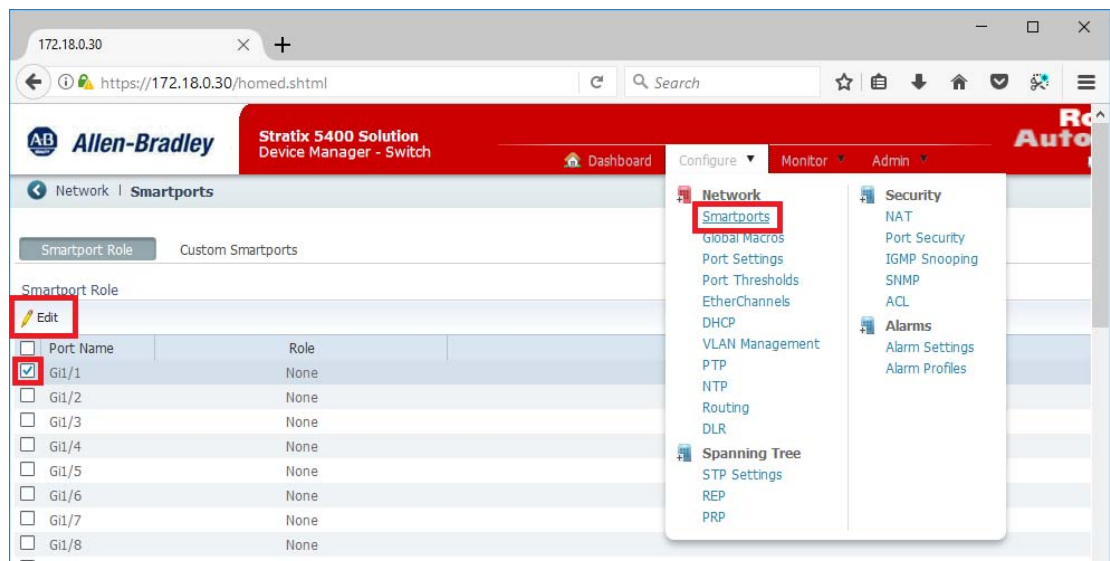 172.18.0.30
https://172.18.0.30/homed.shtml
Search
AB Allen-Bradley
Stratix 5400 Solution
Device Manager - Switch
Dashboard Configure Monitor Admin
Network | Smartports
Smartport Role Custom Smartports
Smartport Role
Edit
Port Name Role
Gi1/1 None
Gi1/2 None
Gi1/3 None
Gi1/4 None
Gi1/5 None
Gi1/6 None
Gi1/7 None
Gi1/8 None
Network
Smartports
Global Macros
Port Settings
Port Thresholds
EtherChannels
DHCP
VLAN Management
PTP
NTP
Routing
DLR
Spanning Tree
STP Settings
REP
PRP
Security
NAT
Port Security
IGMP Snooping
SNMP
ACL
Alarms
Alarm Settings
Alarm Profiles